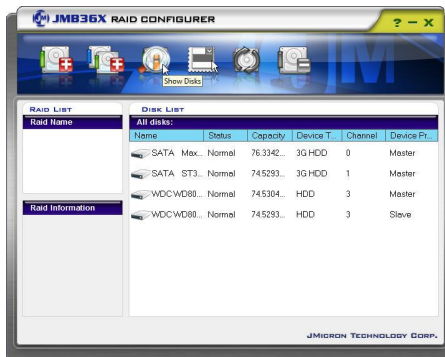 JMB36X RAID CONFIGURER
? – X
Show Disks
RAID LIST
Raid Name
Raid Information
DISK LIST
All disks:
Name Status Capacity Device T... Channel Device Pr...
SATA Max... Normal 76.3342... 3G HDD 0 Master
SATA ST3... Normal 74.5293... 3G HDD 1 Master
WDC WD80... Normal 74.5304... HDD 3 Master
WDC WD80... Normal 74.5293... HDD 3 Slave
JMICRON TECHNOLOGY CORP.